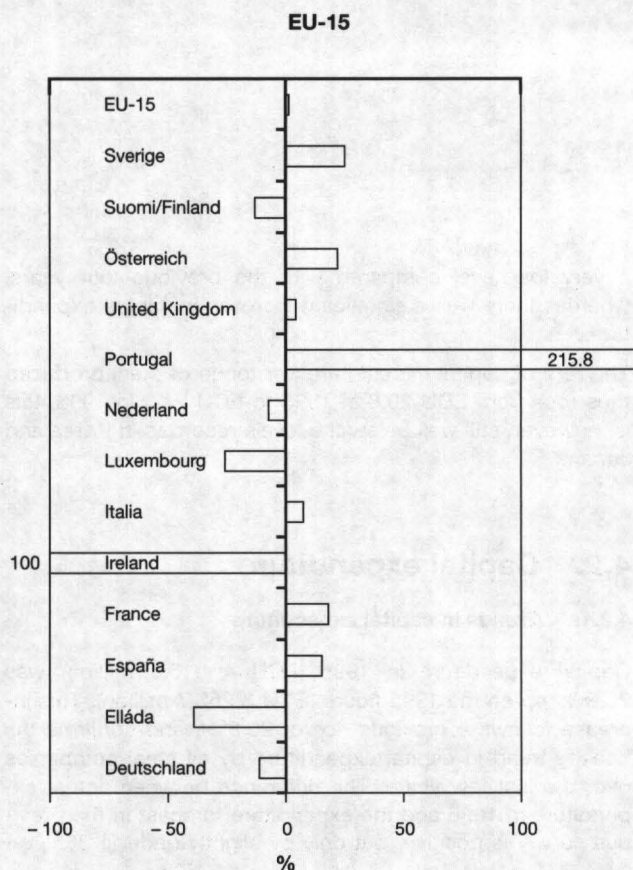 EU-15
EU-15
Sverige
Suomi/Finland
Österreich
United Kingdom
Portugal
215.8
Nederland
Luxembourg
Italia
100
Ireland
France
España
Elláda
Deutschland
– 100
– 50
0
50
100
%